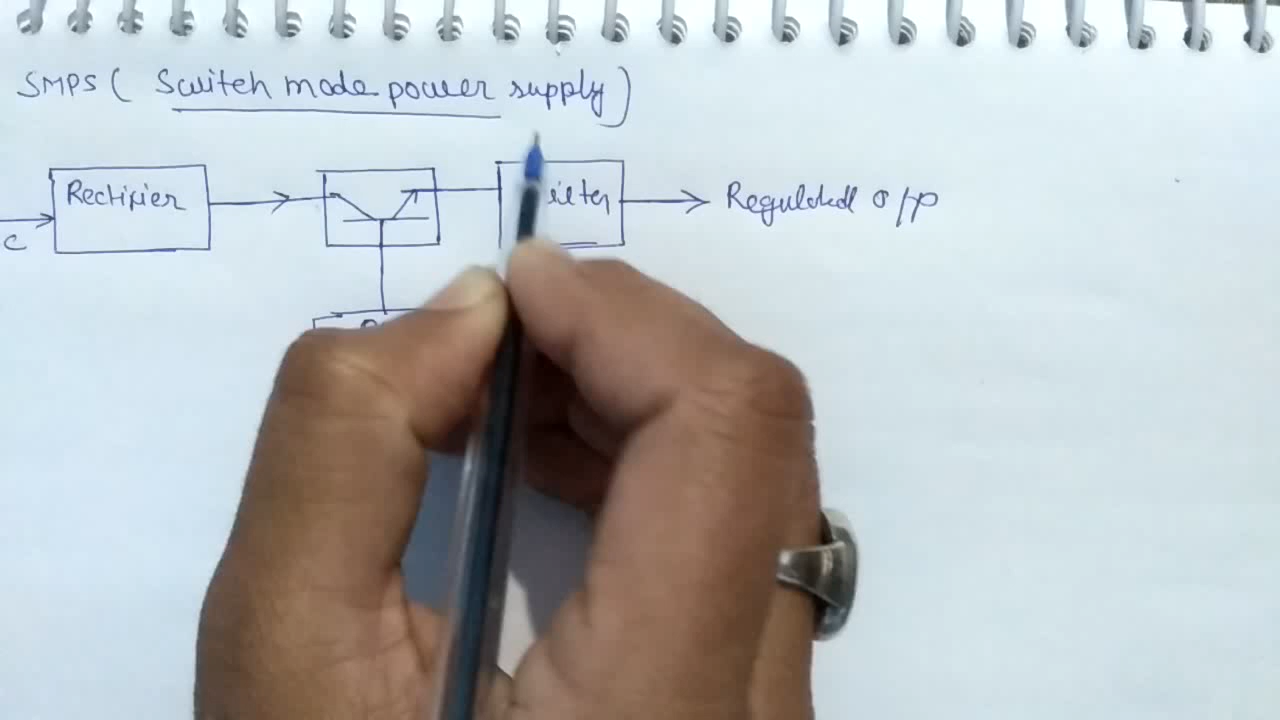 SMPS ( Switch mode power supply)
Rectifier
Regulated o/p
C